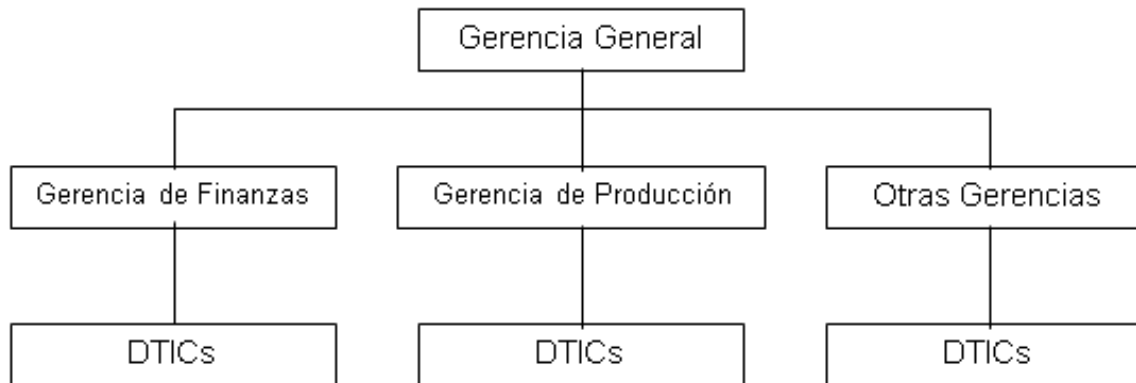 Gerencia General
Gerencia de Finanzas
Gerencia de Producción
Otras Gerencias
DTICs
DTICs
DTICs